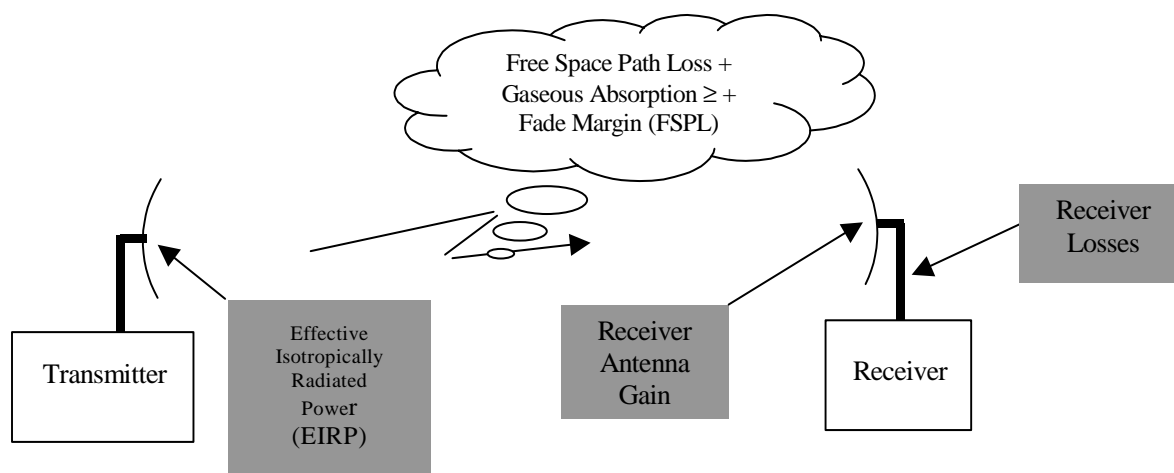 Free Space Path Loss +
Gaseous Absorption ≥ +
Fade Margin (FSPL)
Receiver
Losses
Transmitter
Effective
Isotropically
Radiated
Power
(EIRP)
Receiver
Antenna
Gain
Receiver